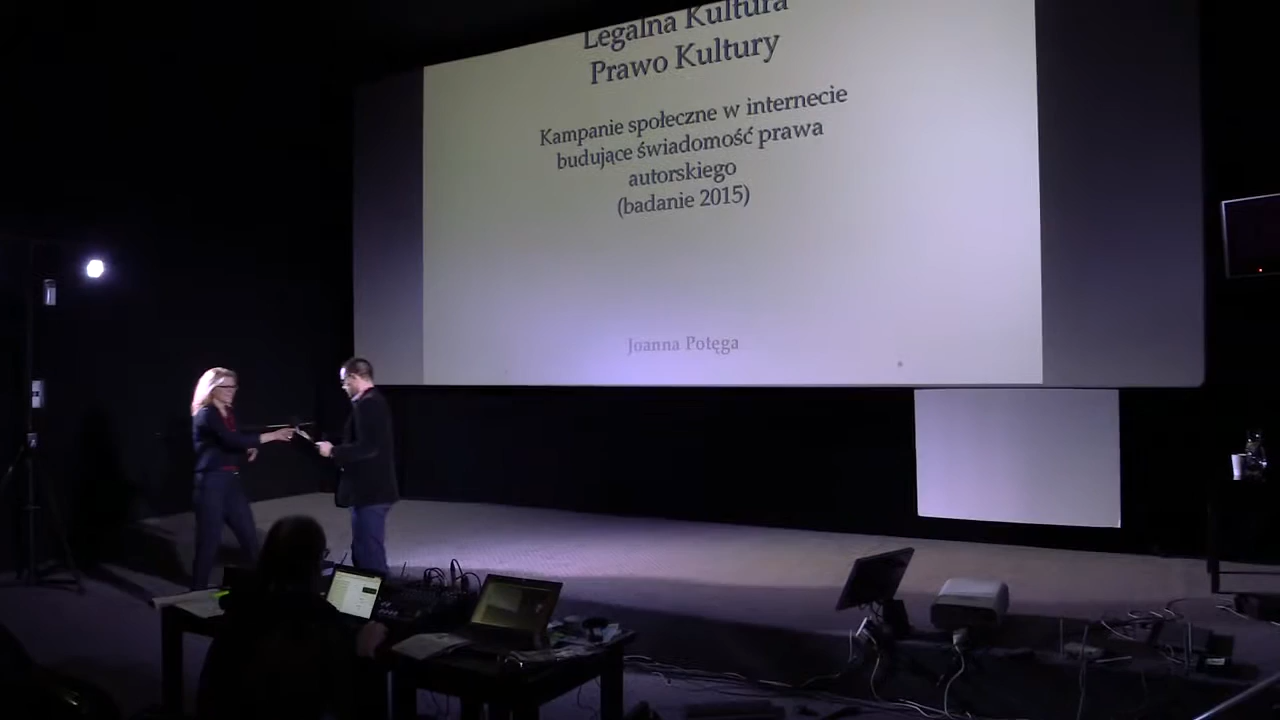 Legalna Kultura
Prawo Kultury
Kampanie społeczne w internecie
budujące świadomość prawa
autorskiego
(badanie 2015)
Joanna Potęga